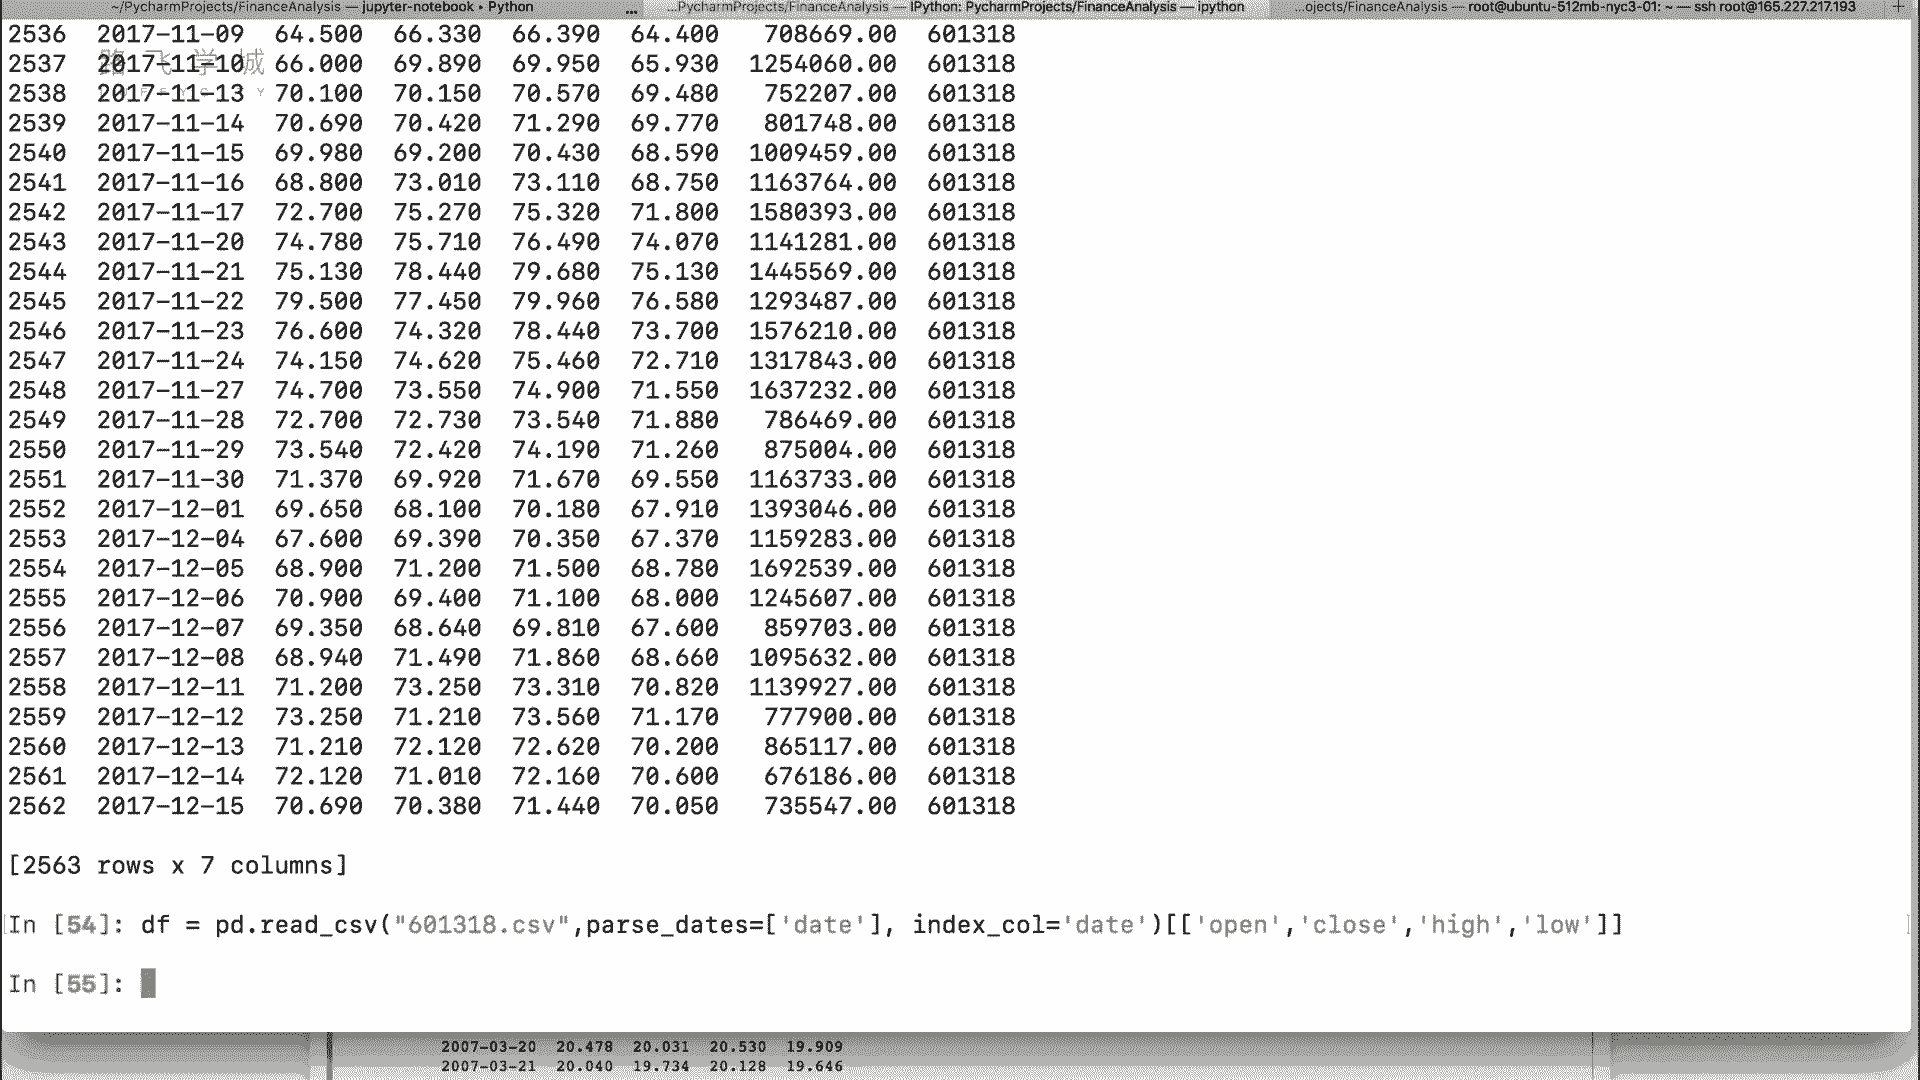 ~/PycharmProjects/FinanceAnalysis — jupyter-notebook • Python ... ...PycharmProjects/FinanceAnalysis — IPython: PycharmProjects/FinanceAnalysis — ipython ...ojects/FinanceAnalysis — root@ubuntu-512mb-nyc3-01: ~ — ssh root@165.227.217.193 +
2536 2017-11-09 64.500 66.330 66.390 64.400 708669.00 601318
路飞学城
2537 2017-11-10 66.000 69.890 69.950 65.930 1254060.00 601318
2538 2017-11-13 70.100 70.150 70.570 69.480 752207.00 601318
2539 2017-11-14 70.690 70.420 71.290 69.770 801748.00 601318
2540 2017-11-15 69.980 69.200 70.430 68.590 1009459.00 601318
2541 2017-11-16 68.800 73.010 73.110 68.750 1163764.00 601318
2542 2017-11-17 72.700 75.270 75.320 71.800 1580393.00 601318
2543 2017-11-20 74.780 75.710 76.490 74.070 1141281.00 601318
2544 2017-11-21 75.130 78.440 79.680 75.130 1445569.00 601318
2545 2017-11-22 79.500 77.450 79.960 76.580 1293487.00 601318
2546 2017-11-23 76.600 74.320 78.440 73.700 1576210.00 601318
2547 2017-11-24 74.150 74.620 75.460 72.710 1317843.00 601318
2548 2017-11-27 74.700 73.550 74.900 71.550 1637232.00 601318
2549 2017-11-28 72.700 72.730 73.540 71.880 786469.00 601318
2550 2017-11-29 73.540 72.420 74.190 71.260 875004.00 601318
2551 2017-11-30 71.370 69.920 71.670 69.550 1163733.00 601318
2552 2017-12-01 69.650 68.100 70.180 67.910 1393046.00 601318
2553 2017-12-04 67.600 69.390 70.350 67.370 1159283.00 601318
2554 2017-12-05 68.900 71.200 71.500 68.780 1692539.00 601318
2555 2017-12-06 70.900 69.400 71.100 68.000 1245607.00 601318
2556 2017-12-07 69.350 68.640 69.810 67.600 859703.00 601318
2557 2017-12-08 68.940 71.490 71.860 68.660 1095632.00 601318
2558 2017-12-11 71.200 73.250 73.310 70.820 1139927.00 601318
2559 2017-12-12 73.250 71.210 73.560 71.170 777900.00 601318
2560 2017-12-13 71.210 72.120 72.620 70.200 865117.00 601318
2561 2017-12-14 72.120 71.010 72.160 70.600 676186.00 601318
2562 2017-12-15 70.690 70.380 71.440 70.050 735547.00 601318
[2563 rows x 7 columns]
In [54]: df = pd.read_csv("601318.csv",parse_dates=['date'], index_col='date')[['open','close','high','low']]
In [55]:
2007-03-20 20.478 20.031 20.530 19.909
2007-03-21 20.040 19.734 20.128 19.646